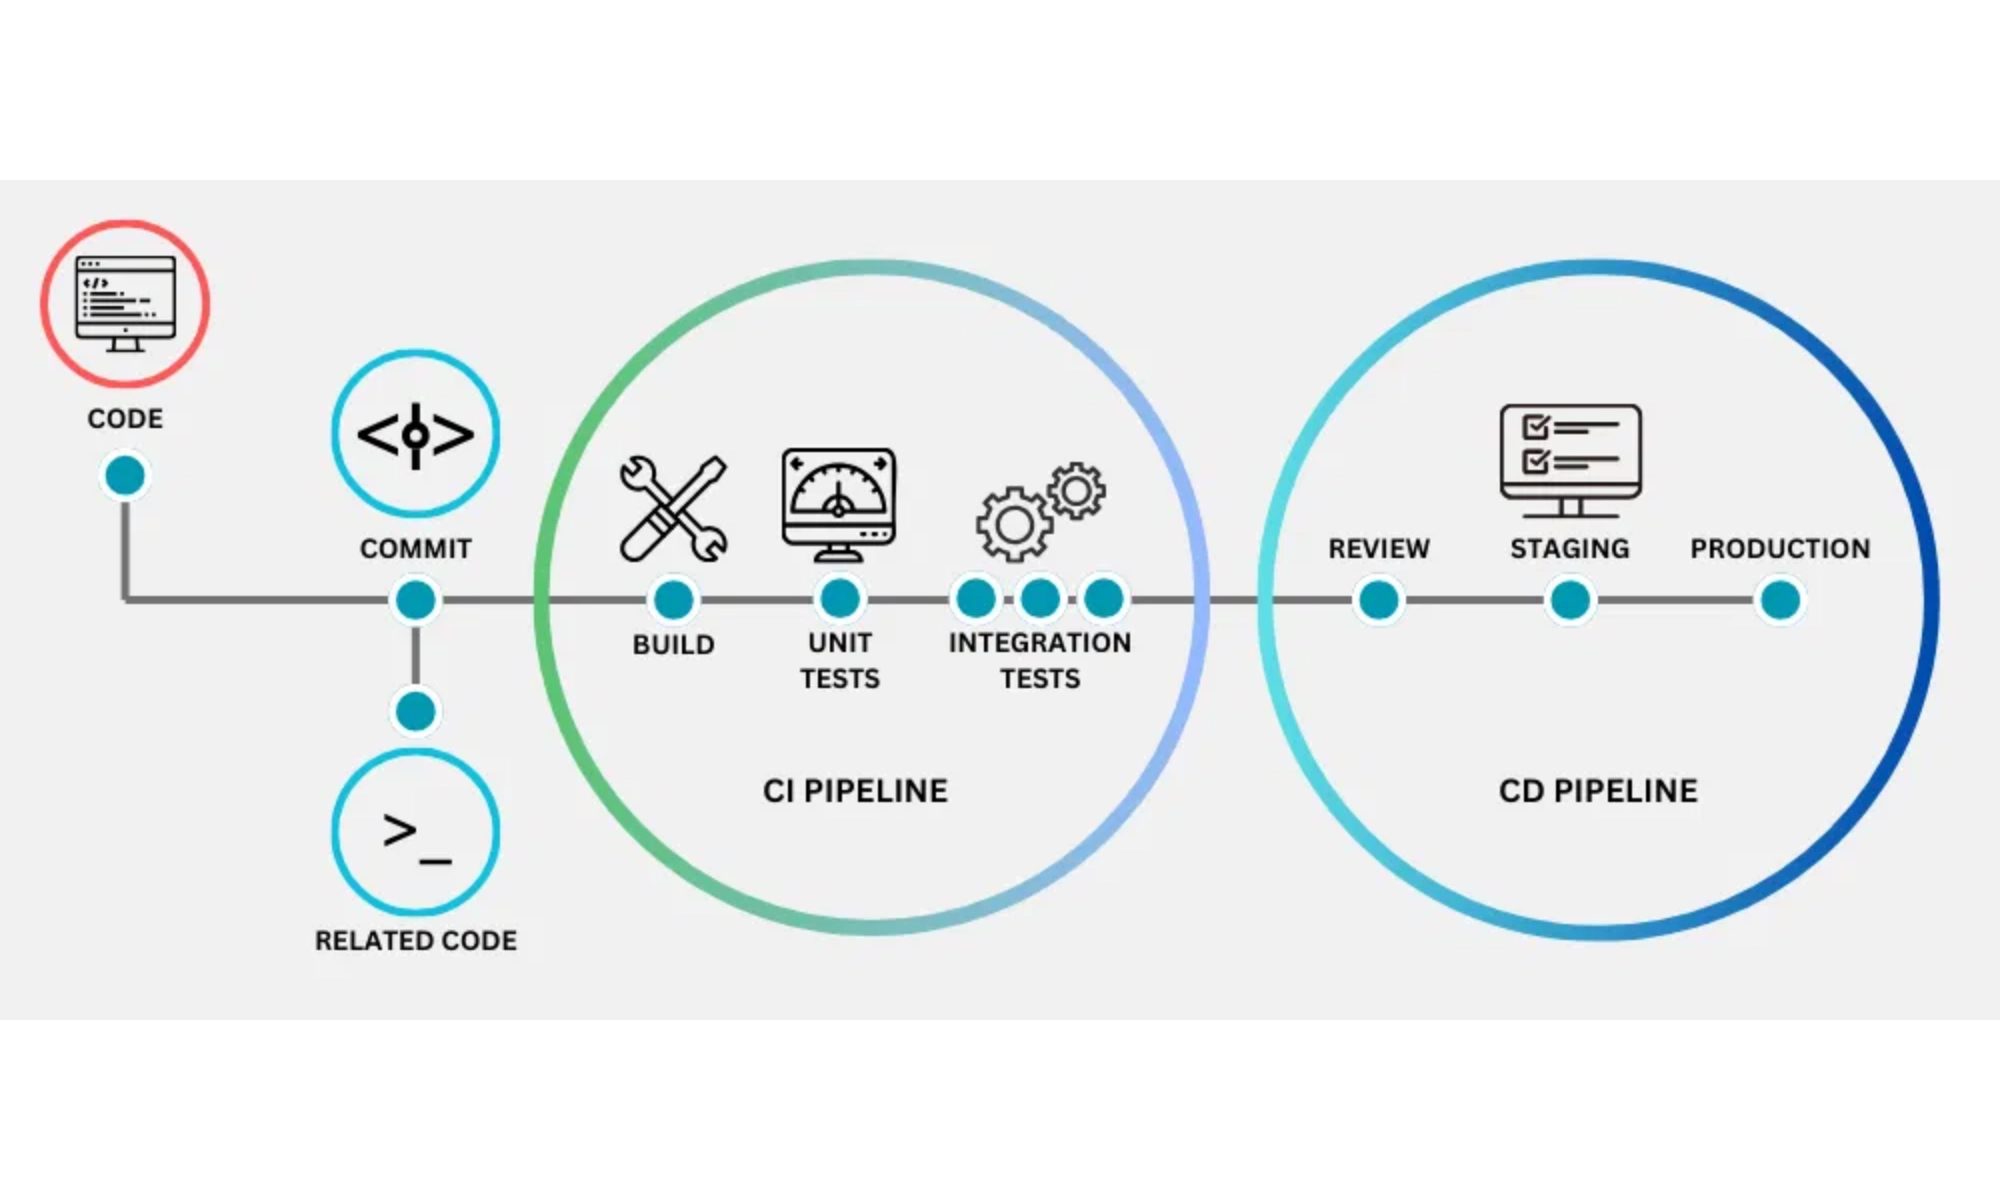 CODE
COMMIT
RELATED CODE
BUILD
UNIT
TESTS
INTEGRATION
TESTS
CI PIPELINE
REVIEW
STAGING
PRODUCTION
CD PIPELINE